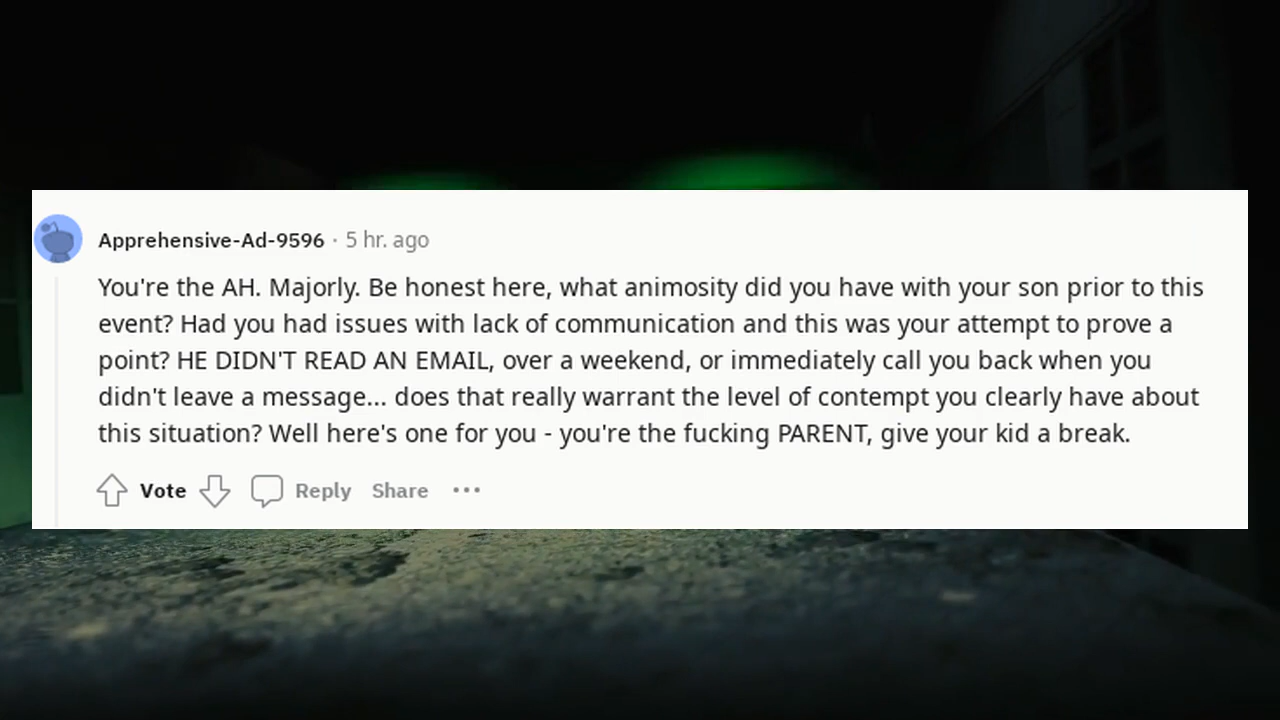 Apprehensive-Ad-9596 · 5 hr. ago
You're the AH. Majorly. Be honest here, what animosity did you have with your son prior to this
event? Had you had issues with lack of communication and this was your attempt to prove a
point? HE DIDN'T READ AN EMAIL, over a weekend, or immediately call you back when you
didn't leave a message... does that really warrant the level of contempt you clearly have about
this situation? Well here's one for you - you're the fucking PARENT, give your kid a break.
Vote Reply Share ...